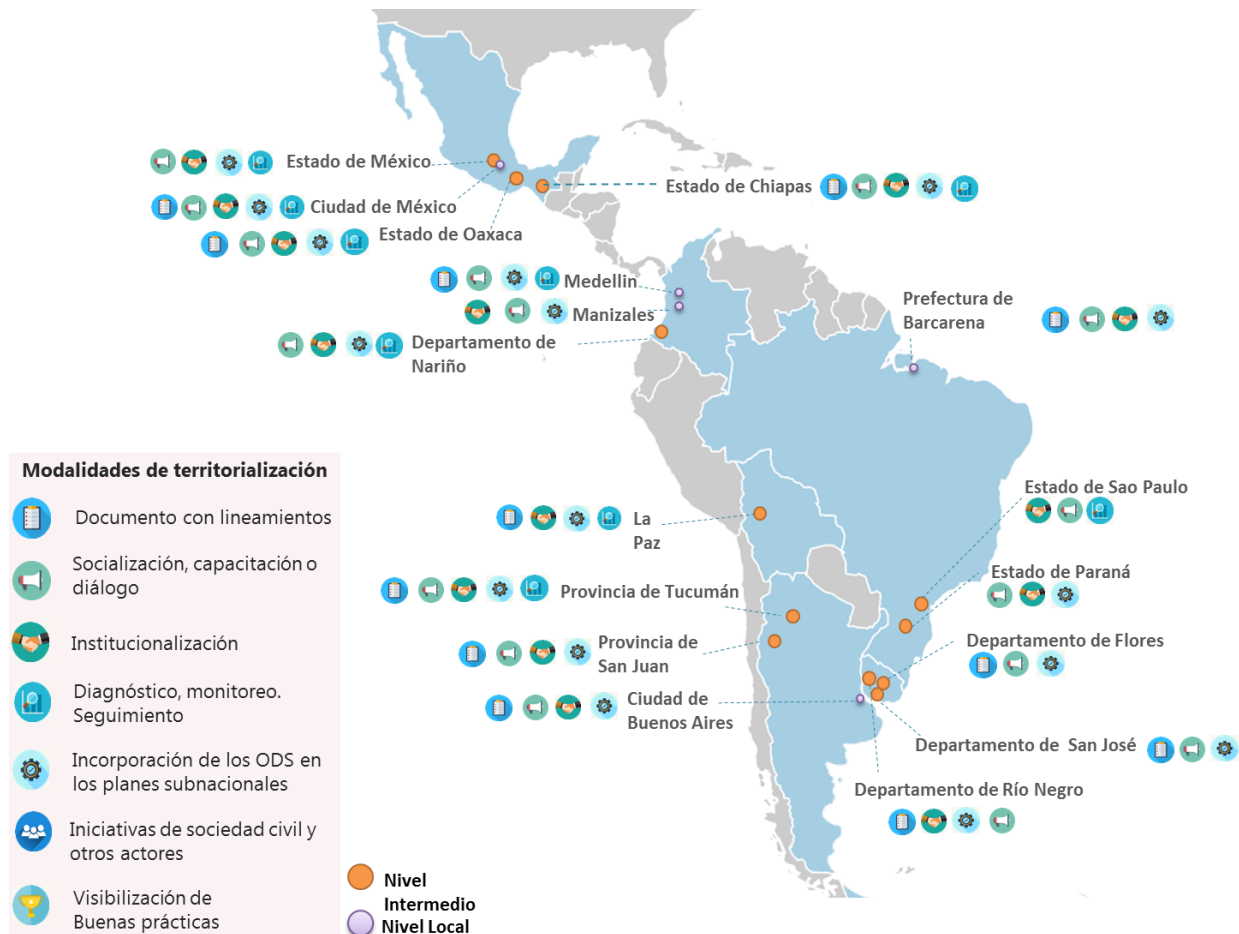 Estado de México
Estado de Chiapas
Ciudad de México
Estado de Oaxaca
Medellin
Manizales
Departamento de
Nariño
Prefectura de
Barcarena
Modalidades de territorialización
Documento con lineamientos
Socialización, capacitación o
diálogo
Institucionalización
Diagnóstico, monitoreo.
Seguimiento
Incorporación de los ODS en
los planes subnacionales
Iniciativas de sociedad civil y
otros actores
Visibilización de
Buenas prácticas
Nivel
Intermedio
Nivel Local
Estado de Sao Paulo
La
Paz
Estado de Paraná
Provincia de Tucumán
Departamento de Flores
Provincia de
San Juan
Ciudad de
Buenos Aires
Departamento de San José
Departamento de Río Negro